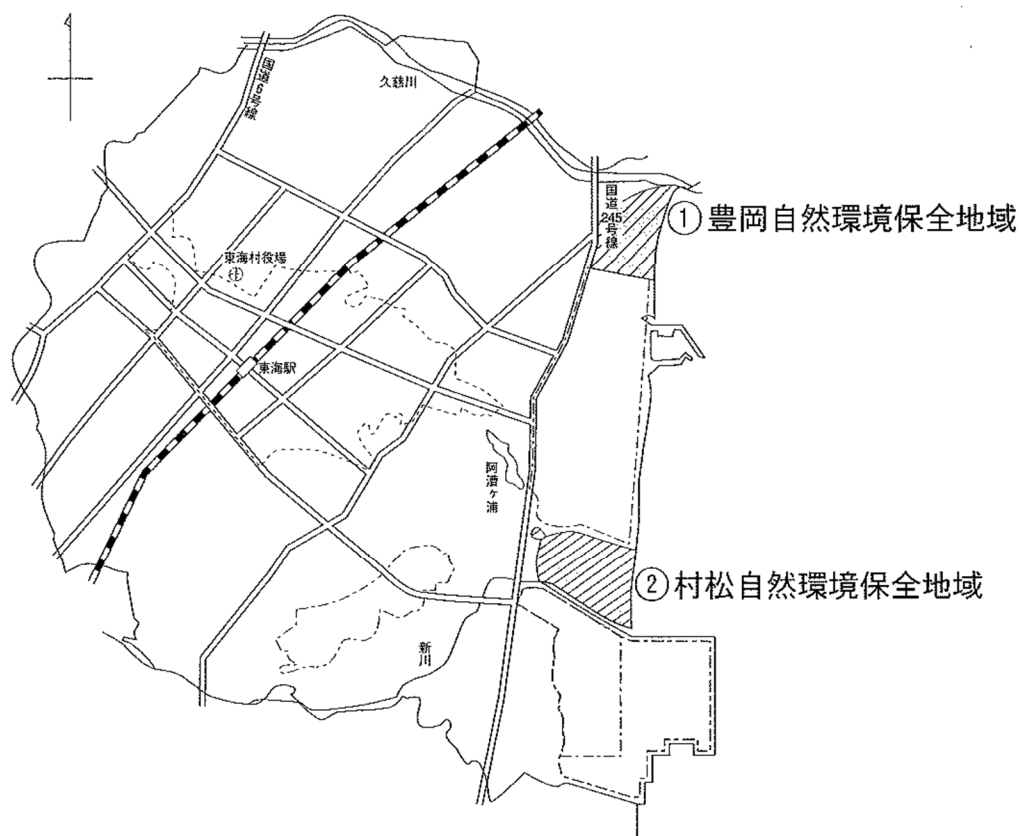 久慈川
国道6号線
国道245号線
①豊岡自然環境保全地域
東海村役場
東海駅
阿漕ヶ浦
②村松自然環境保全地域
新川